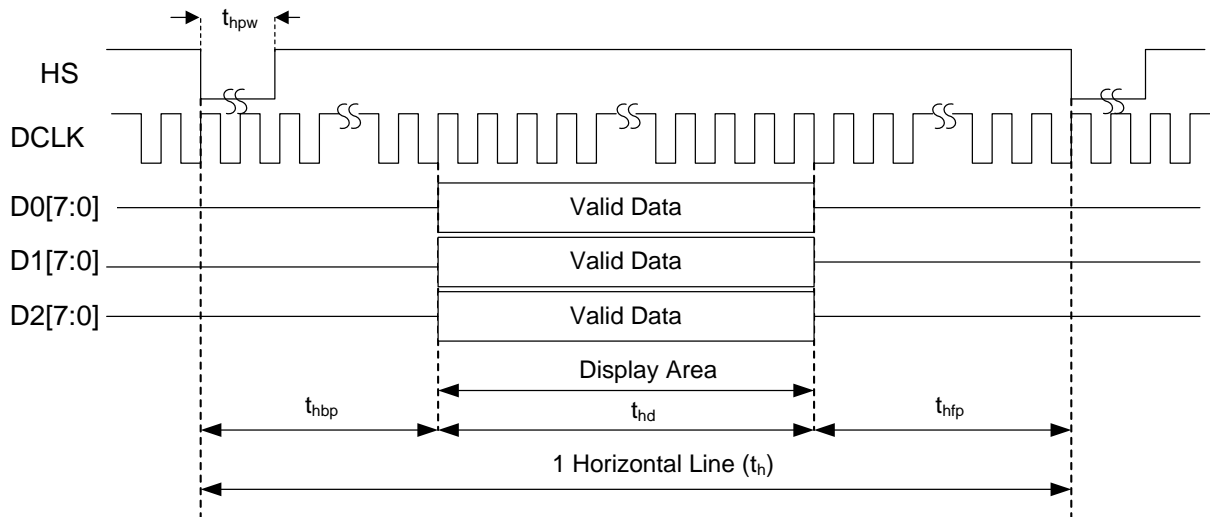 thpw
HS
DCLK
D0[7:0]
Valid Data
D1[7:0]
Valid Data
D2[7:0]
Valid Data
Display Area
thbp
thd
thfp
1 Horizontal Line (th)